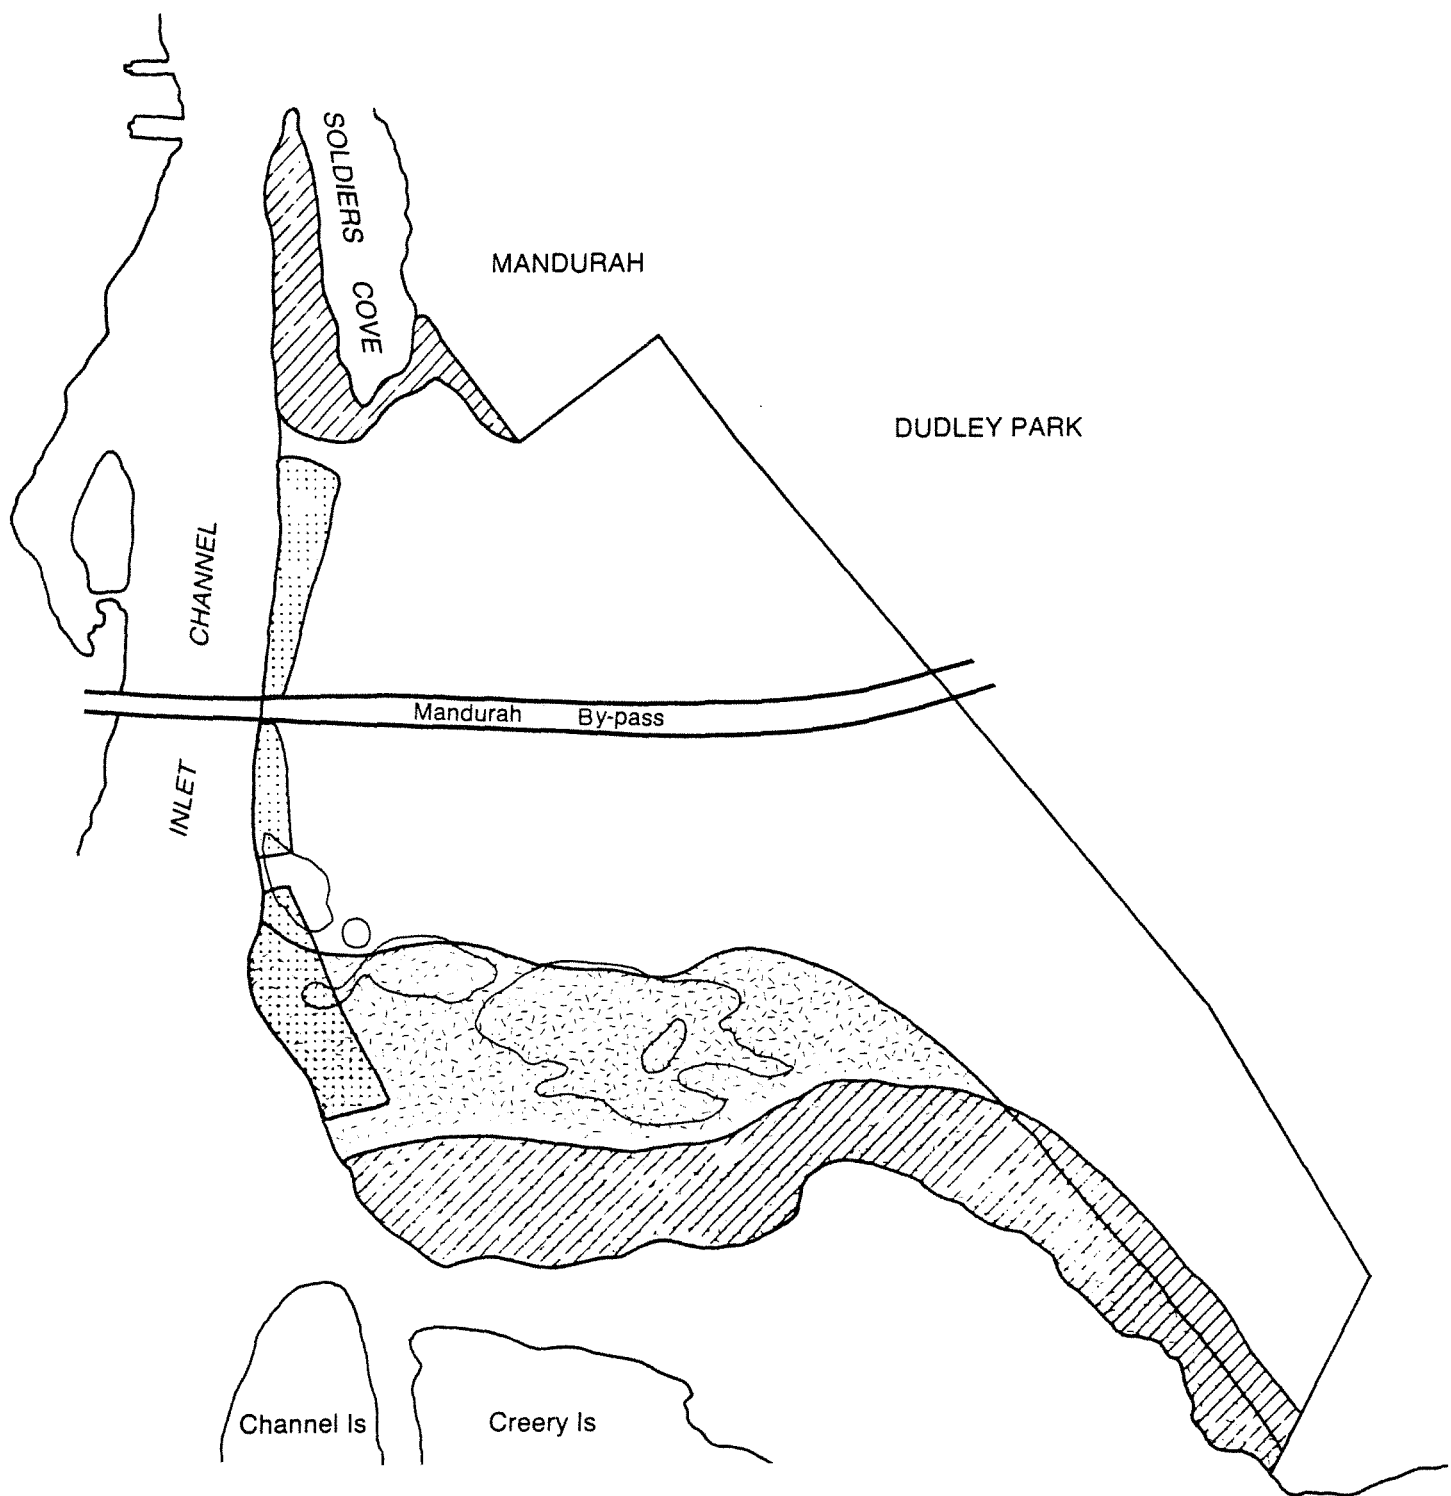 SOLDIERS COVE
MANDURAH
DUDLEY PARK
INLET CHANNEL
Mandurah By-pass
Channel Is
Creery Is